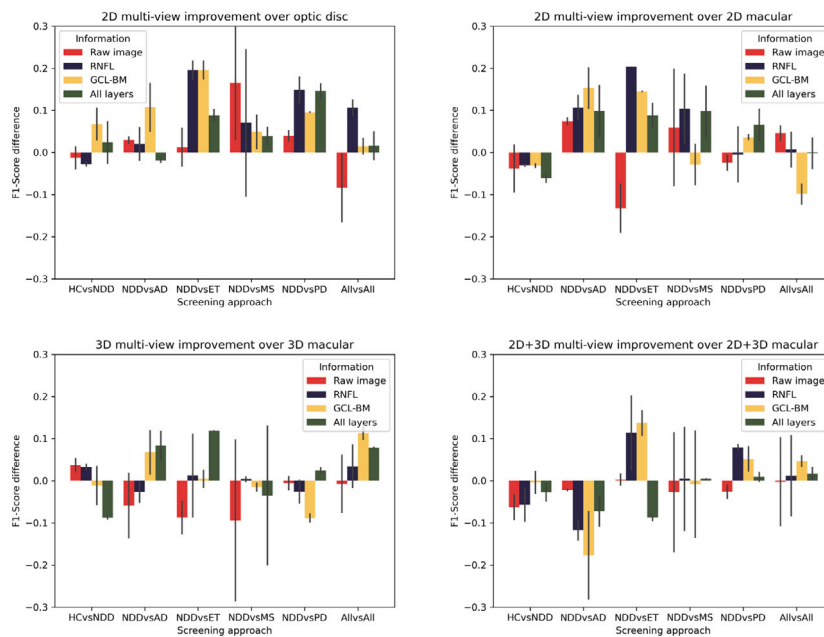 2D multi-view improvement over optic disc
Information
Raw image
RNFL
GCL-BM
All layers
0.3
0.2
0.1
0.0
−0.1
−0.2
−0.3
F1-Score difference
HCvsNDD NDDvsAD NDDvsET NDDvsMS NDDvsPD AllvsAll
Screening approach
2D multi-view improvement over 2D macular
Information
Raw image
RNFL
GCL-BM
All layers
0.3
0.2
0.1
0.0
−0.1
−0.2
−0.3
F1-Score difference
HCvsNDD NDDvsAD NDDvsET NDDvsMS NDDvsPD AllvsAll
Screening approach
3D multi-view improvement over 3D macular
Information
Raw image
RNFL
GCL-BM
All layers
0.3
0.2
0.1
0.0
−0.1
−0.2
−0.3
F1-Score difference
HCvsNDD NDDvsAD NDDvsET NDDvsMS NDDvsPD AllvsAll
Screening approach
2D+3D multi-view improvement over 2D+3D macular
Information
Raw image
RNFL
GCL-BM
All layers
0.3
0.2
0.1
0.0
−0.1
−0.2
−0.3
F1-Score difference
HCvsNDD NDDvsAD NDDvsET NDDvsMS NDDvsPD AllvsAll
Screening approach